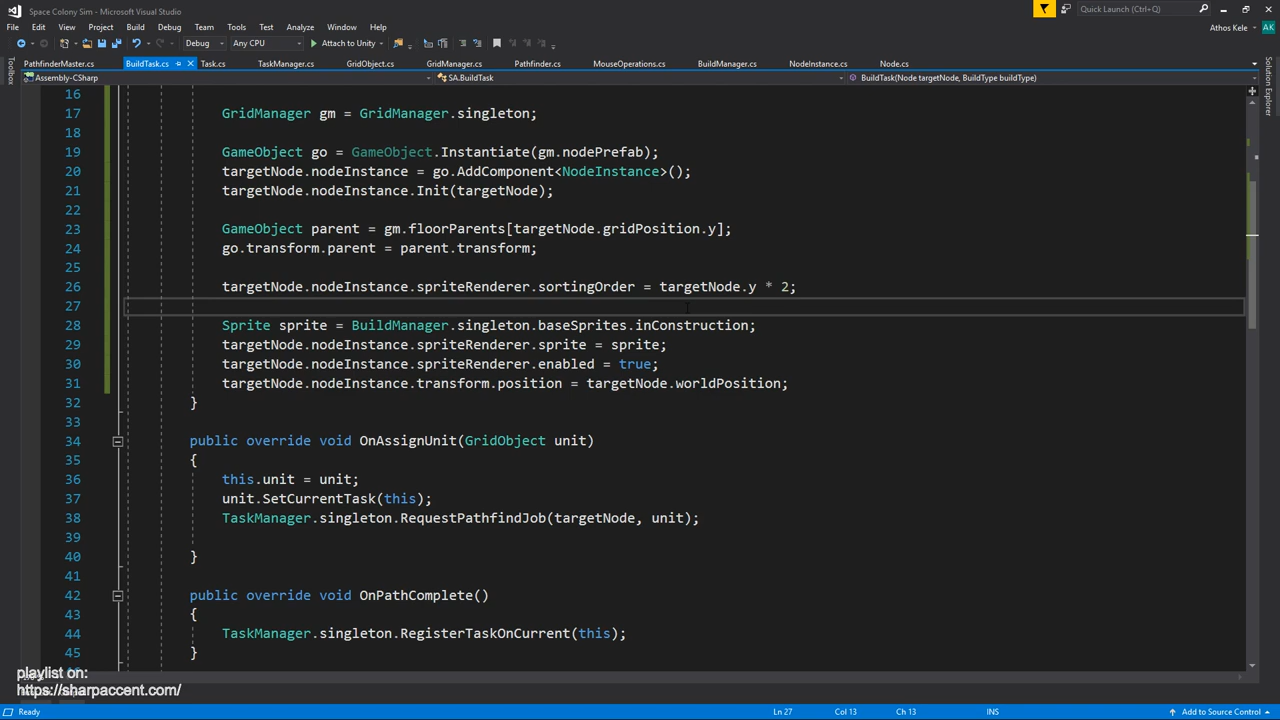 Space Colony Sim - Microsoft Visual Studio
Quick Launch (Ctrl+Q)
File Edit View Project Build Debug Team Tools Test Analyze Window Help
Athos Kele AK
Debug Any CPU Attach to Unity
PathfinderMaster.cs BuildTask.cs Task.cs TaskManager.cs GridObject.cs GridManager.cs Pathfinder.cs MouseOperations.cs BuildManager.cs NodeInstance.cs Node.cs
Assembly-CSharp SA.BuildTask BuildTask(Node targetNode, BuildType buildType)
Toolbox
Solution Explorer
16
17 GridManager gm = GridManager.singleton;
18
19 GameObject go = GameObject.Instantiate(gm.nodePrefab);
20 targetNode.nodeInstance = go.AddComponent<NodeInstance>();
21 targetNode.nodeInstance.Init(targetNode);
22
23 GameObject parent = gm.floorParents[targetNode.gridPosition.y];
24 go.transform.parent = parent.transform;
25
26 targetNode.nodeInstance.spriteRenderer.sortingOrder = targetNode.y * 2;
27
28 Sprite sprite = BuildManager.singleton.baseSprites.inConstruction;
29 targetNode.nodeInstance.spriteRenderer.sprite = sprite;
30 targetNode.nodeInstance.spriteRenderer.enabled = true;
31 targetNode.nodeInstance.transform.position = targetNode.worldPosition;
32 }
33
34 public override void OnAssignUnit(GridObject unit)
35 {
36 this.unit = unit;
37 unit.SetCurrentTask(this);
38 TaskManager.singleton.RequestPathfindJob(targetNode, unit);
39
40 }
41
42 public override void OnPathComplete()
43 {
44 TaskManager.singleton.RegisterTaskOnCurrent(this);
45 }
playlist on:
https://sharpaccent.com/
Ready Ln 27 Col 13 Ch 13 INS Add to Source Control